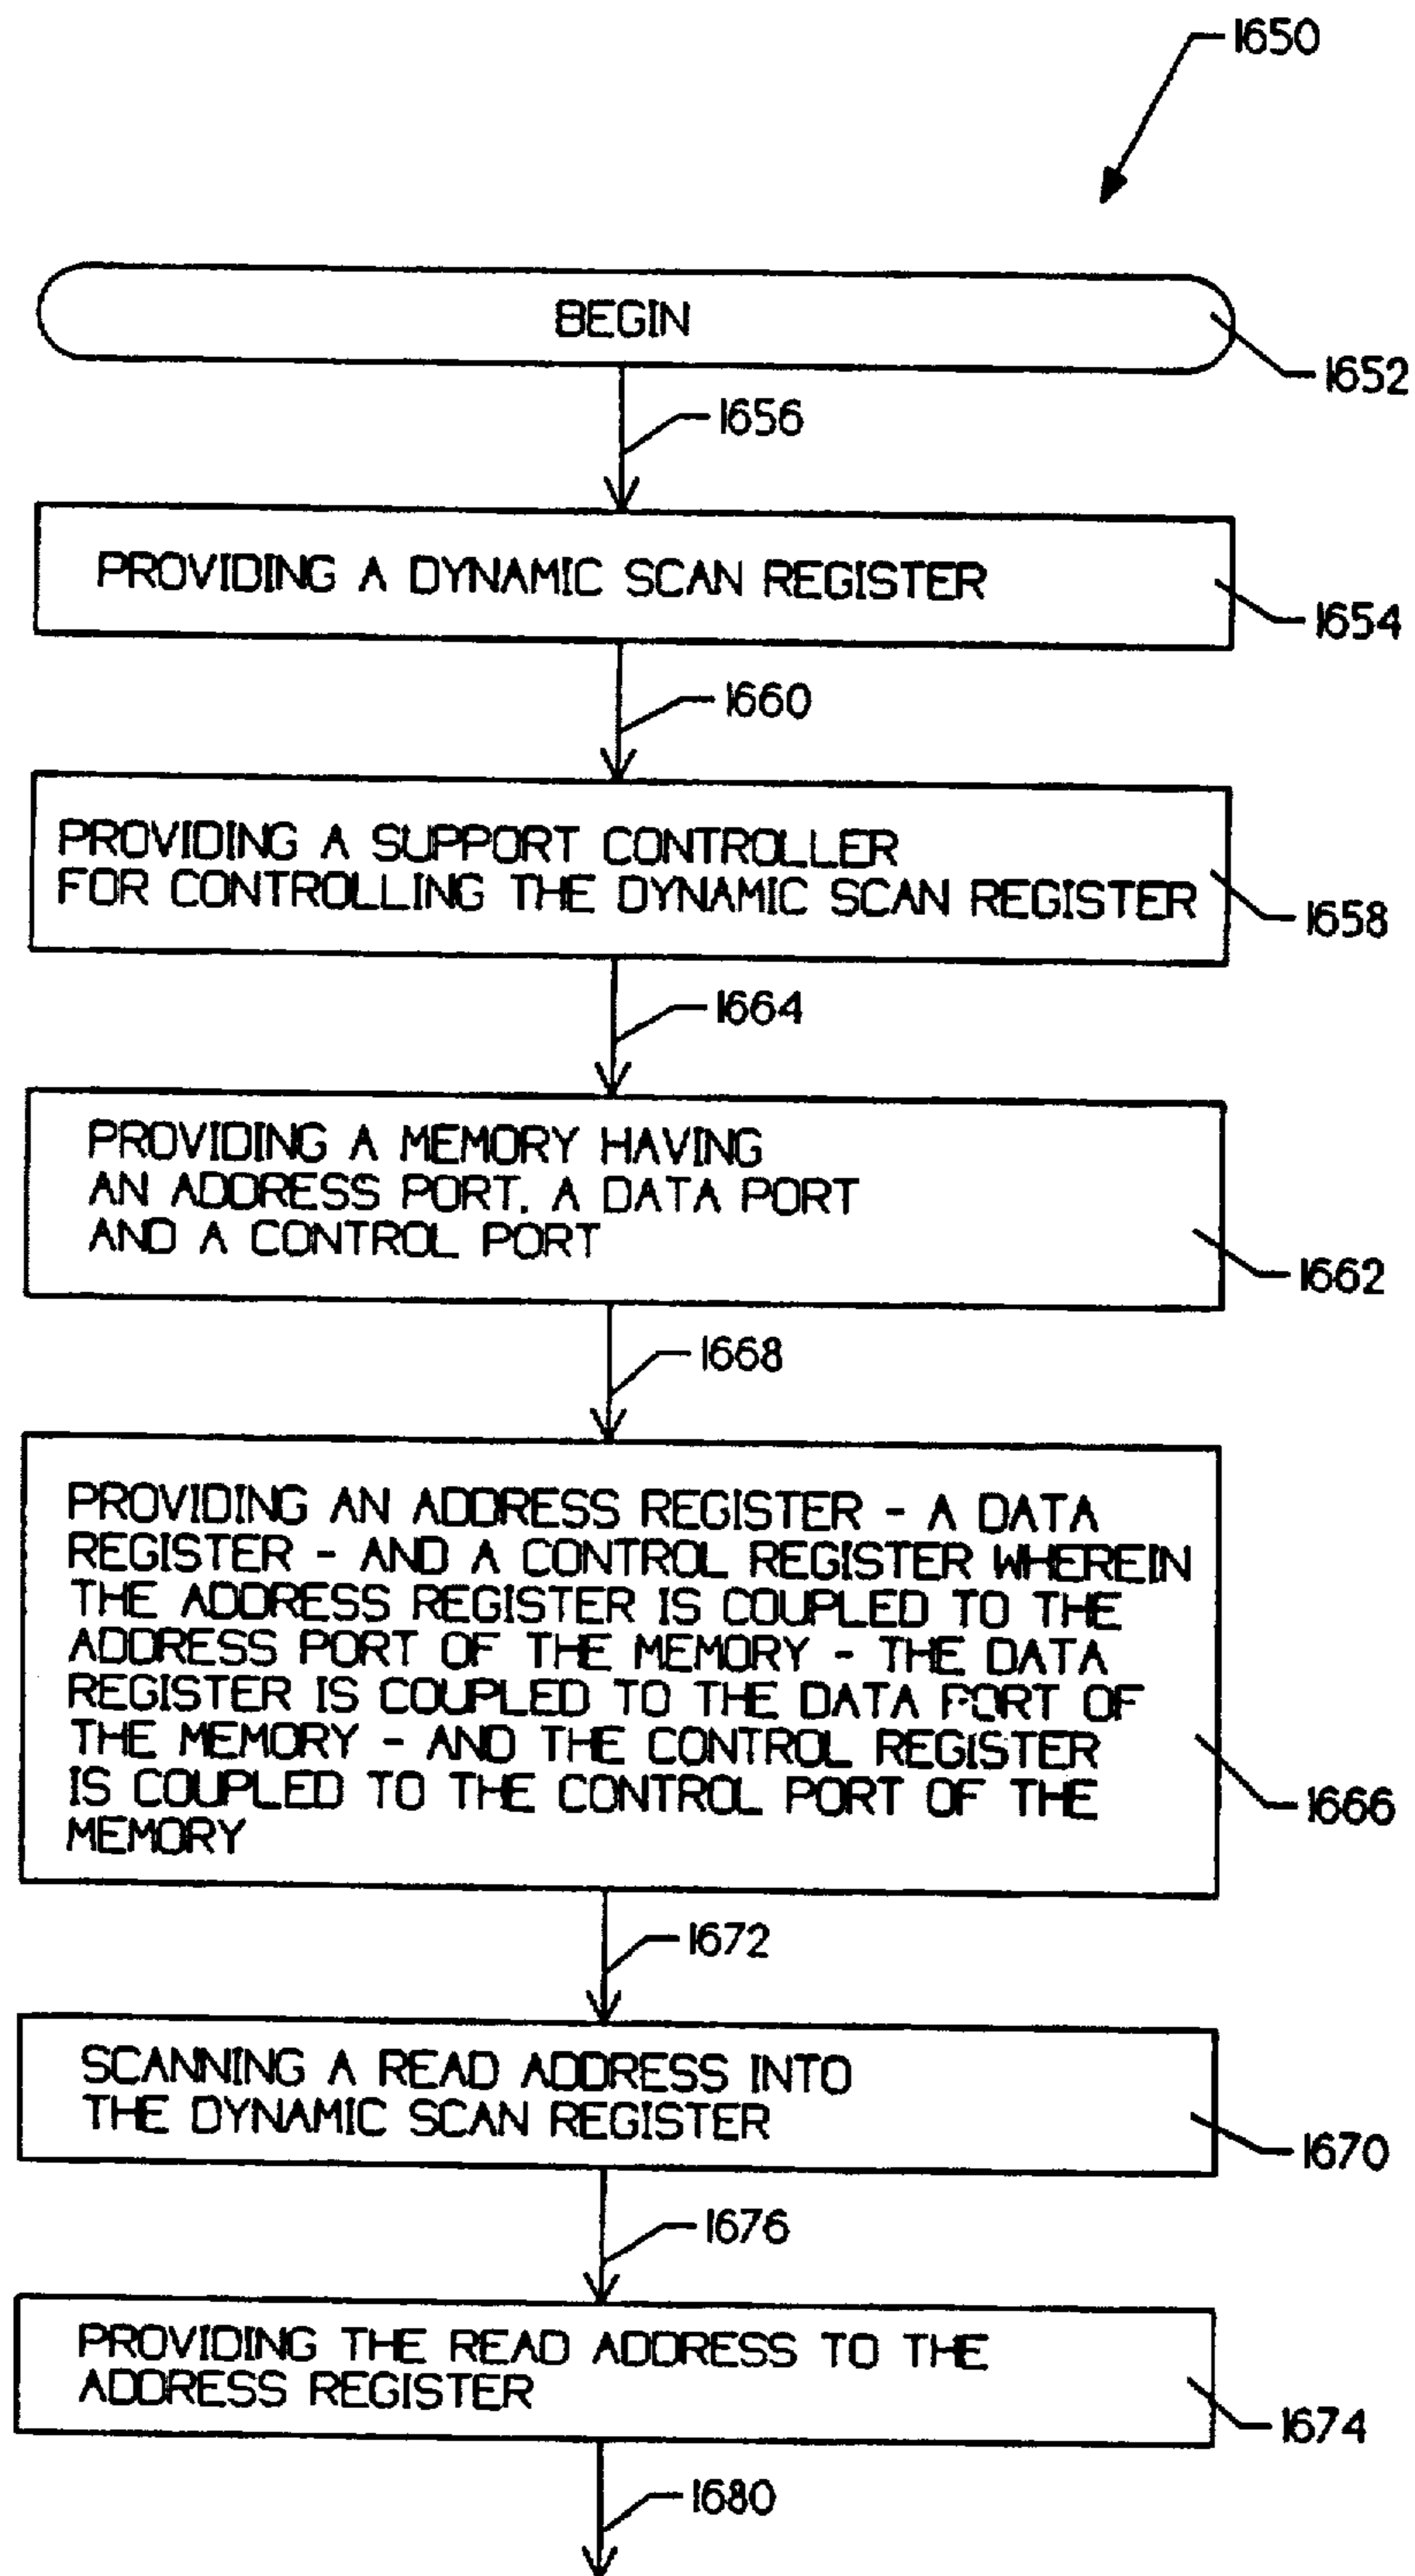 1650
BEGIN
1652
1656
PROVIDING A DYNAMIC SCAN REGISTER
1654
1660
PROVIDING A SUPPORT CONTROLLER
FOR CONTROLLING THE DYNAMIC SCAN REGISTER
1658
1664
PROVIDING A MEMORY HAVING
AN ADDRESS PORT, A DATA PORT
AND A CONTROL PORT
1662
1668
PROVIDING AN ADDRESS REGISTER - A DATA
REGISTER - AND A CONTROL REGISTER WHEREIN
THE ADDRESS REGISTER IS COUPLED TO THE
ADDRESS PORT OF THE MEMORY - THE DATA
REGISTER IS COUPLED TO THE DATA PORT OF
THE MEMORY - AND THE CONTROL REGISTER
IS COUPLED TO THE CONTROL PORT OF THE
MEMORY
1666
1672
SCANNING A READ ADDRESS INTO
THE DYNAMIC SCAN REGISTER
1670
1676
PROVIDING THE READ ADDRESS TO THE
ADDRESS REGISTER
1674
1680